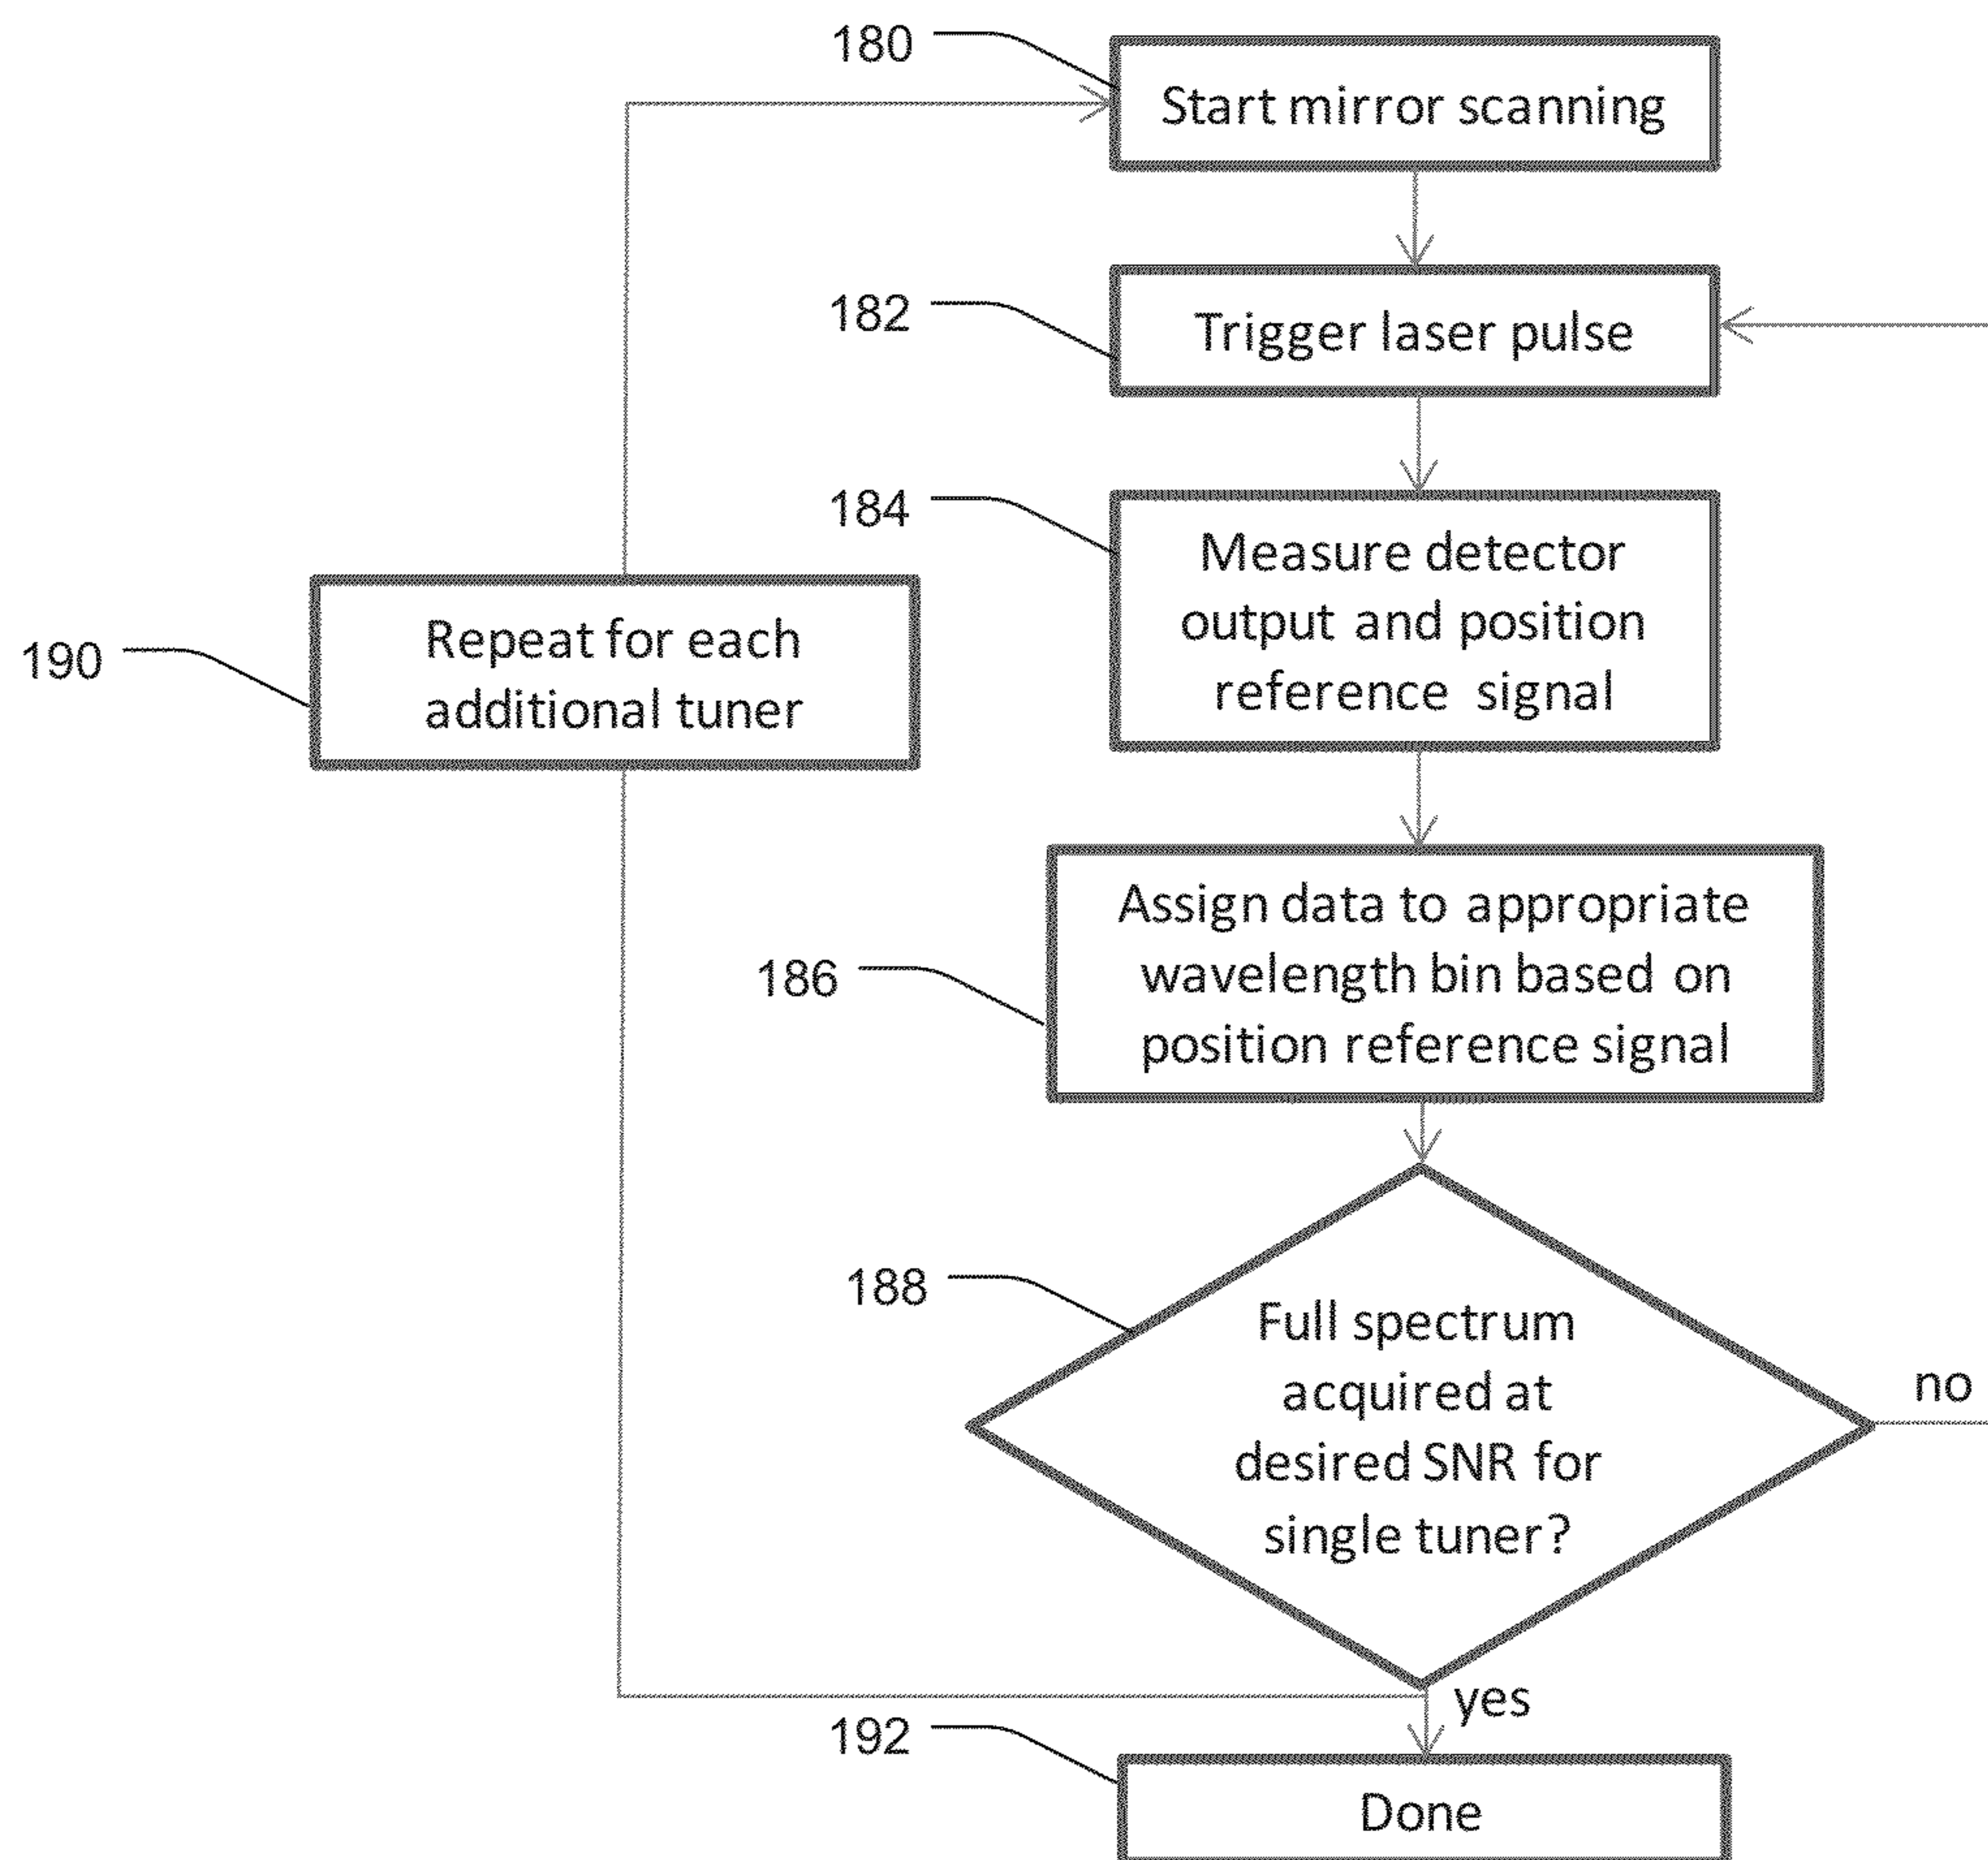 180
Start mirror scanning
182
Trigger laser pulse
184
Measure detector
output and position
reference signal
190
Repeat for each
additional tuner
186
Assign data to appropriate
wavelength bin based on
position reference signal
188
Full spectrum
acquired at
desired SNR for
single tuner?
no
yes
192
Done